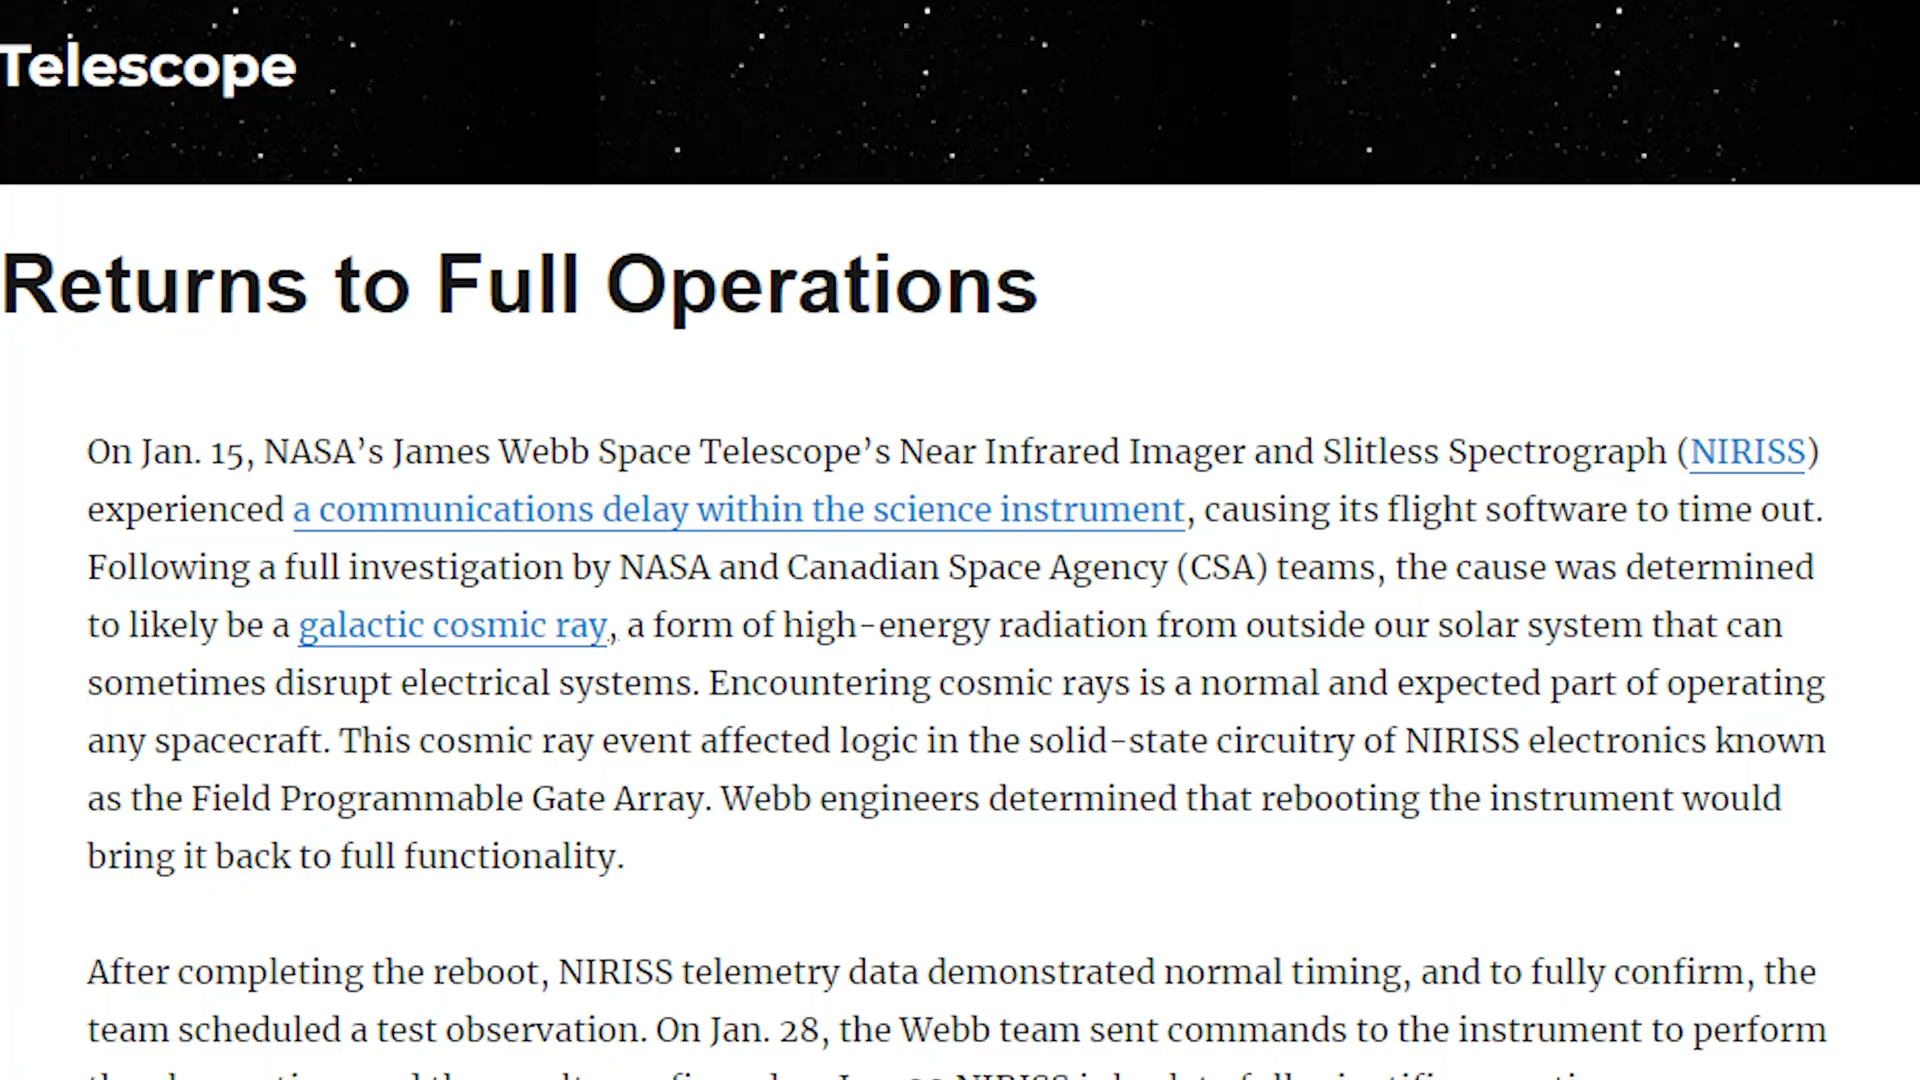 Telescope
Returns to Full Operations
On Jan. 15, NASA’s James Webb Space Telescope’s Near Infrared Imager and Slitless Spectrograph (NIRISS)
experienced a communications delay within the science instrument, causing its flight software to time out.
Following a full investigation by NASA and Canadian Space Agency (CSA) teams, the cause was determined
to likely be a galactic cosmic ray, a form of high-energy radiation from outside our solar system that can
sometimes disrupt electrical systems. Encountering cosmic rays is a normal and expected part of operating
any spacecraft. This cosmic ray event affected logic in the solid-state circuitry of NIRISS electronics known
as the Field Programmable Gate Array. Webb engineers determined that rebooting the instrument would
bring it back to full functionality.
After completing the reboot, NIRISS telemetry data demonstrated normal timing, and to fully confirm, the
team scheduled a test observation. On Jan. 28, the Webb team sent commands to the instrument to perform